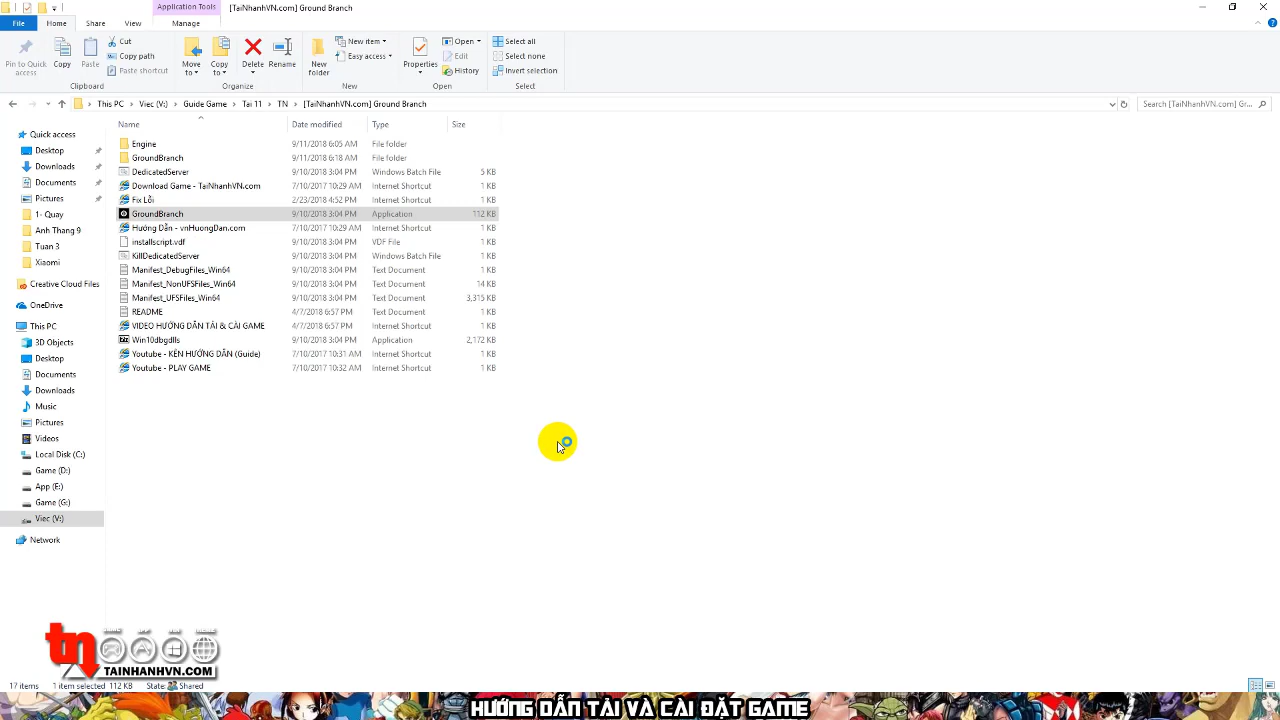 Application Tools
[TaiNhanhVN.com] Ground Branch
File
Home
Share
View
Manage
Pin to Quick access
Copy
Paste
Cut
Copy path
Paste shortcut
Clipboard
Move to
Copy to
Delete
Rename
Organize
New folder
New item
Easy access
New
Properties
Open
Edit
History
Open
Select all
Select none
Invert selection
Select
This PC > Viec (V:) > Guide Game > Tai 11 > TN > [TaiNhanhVN.com] Ground Branch
Search [TaiNhanhVN.com] Gr...
Quick access
Desktop
Downloads
Documents
Pictures
1- Quay
Anh Thang 9
Tuan 3
Xiaomi
Creative Cloud Files
OneDrive
This PC
3D Objects
Desktop
Documents
Downloads
Music
Pictures
Videos
Local Disk (C:)
Game (D:)
App (E:)
Game (G:)
Viec (V:)
Network
Name Date modified Type Size
Engine 9/11/2018 6:05 AM File folder
GroundBranch 9/11/2018 6:18 AM File folder
DedicatedServer 9/10/2018 3:04 PM Windows Batch File 5 KB
Download Game - TaiNhanhVN.com 7/10/2017 10:29 AM Internet Shortcut 1 KB
Fix Lỗi 2/23/2018 4:52 PM Internet Shortcut 1 KB
GroundBranch 9/10/2018 3:04 PM Application 112 KB
Hướng Dẫn - vnHuongDan.com 7/10/2017 10:29 AM Internet Shortcut 1 KB
installscript.vdf 9/10/2018 3:04 PM VDF File 1 KB
KillDedicatedServer 9/10/2018 3:04 PM Windows Batch File 1 KB
Manifest_DebugFiles_Win64 9/10/2018 3:04 PM Text Document 1 KB
Manifest_NonUFSFiles_Win64 9/10/2018 3:04 PM Text Document 14 KB
Manifest_UFSFiles_Win64 9/10/2018 3:04 PM Text Document 3,315 KB
README 4/7/2018 6:57 PM Text Document 1 KB
VIDEO HƯỚNG DẪN TẢI & CÀI GAME 4/7/2018 6:57 PM Internet Shortcut 1 KB
Win10dbgdlls 9/10/2018 3:04 PM Application 2,172 KB
Youtube - KÊN HƯỚNG DẪN (Guide) 7/10/2017 10:31 AM Internet Shortcut 1 KB
Youtube - PLAY GAME 7/10/2017 10:32 AM Internet Shortcut 1 KB
tn
TAINHANHVN.COM
17 items 1 item selected 112 KB State: Shared
HƯỚNG DẪN TẢI VÀ CÀI ĐẶT GAME